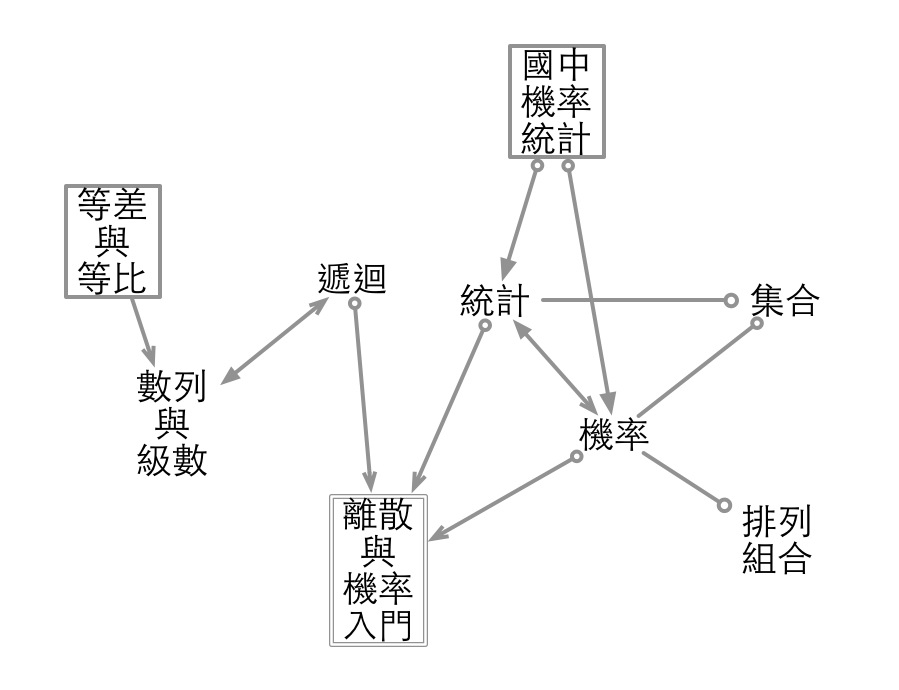 國中
機率
統計
等差
與
等比
遞迴
統計
集合
數列
與
級數
機率
離散
與
機率
入門
排列
組合